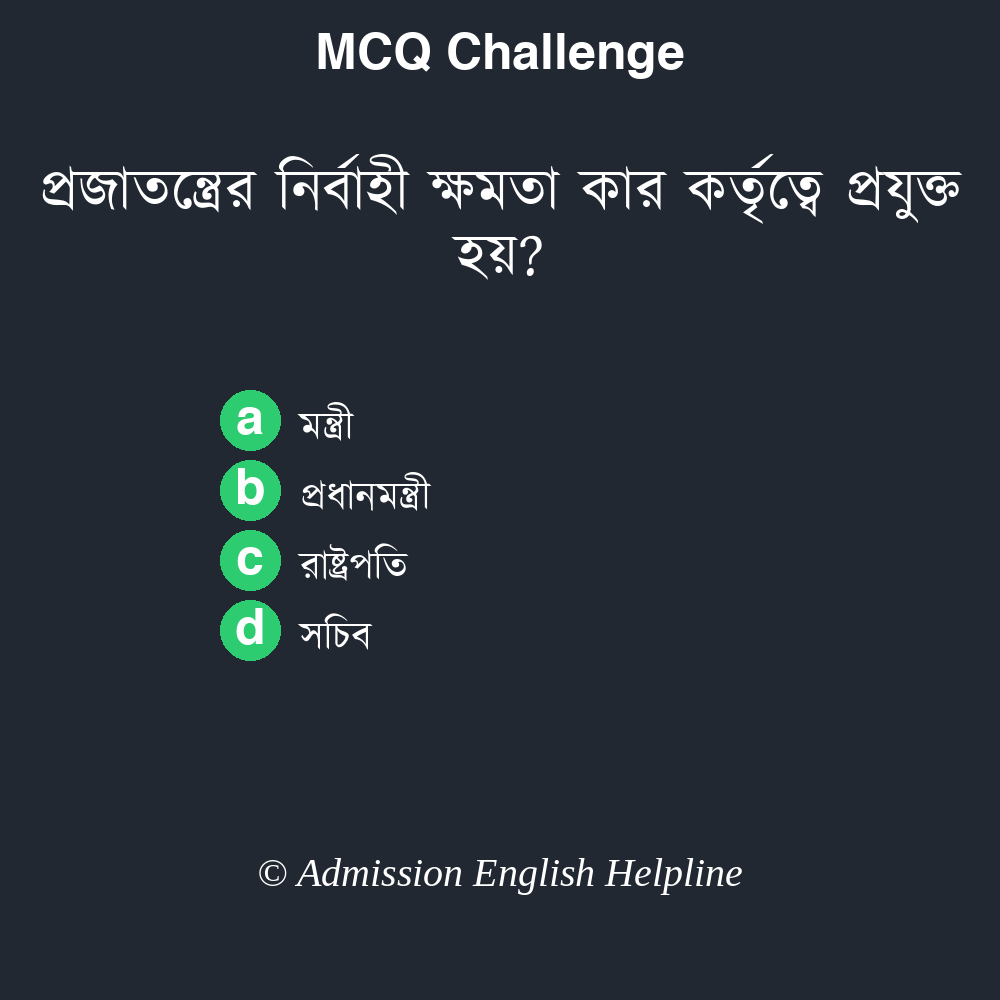 MCQ Challenge
প্রজাতন্ত্রের নির্বাহী ক্ষমতা কার কর্তৃত্বে প্রযুক্ত
হয়?
a মন্ত্রী
b প্রধানমন্ত্রী
c রাষ্ট্রপতি
d সচিব
© Admission English Helpline